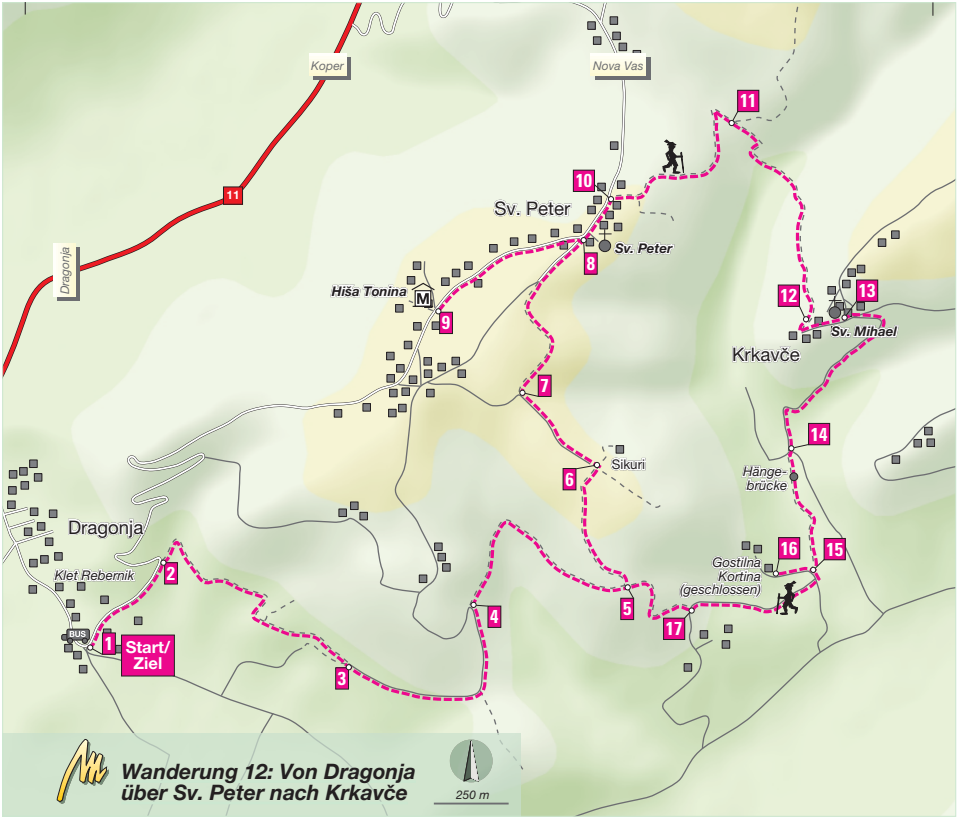 Koper
Nova Vas
11
11
10
Sv. Peter
Sv. Peter
8
Dragonja
Hiša Tonina
M
9
12
13
Sv. Mihael
Krkavče
7
14
6
Sikuri
Hänge-
brücke
Dragonja
Klet Rebernik
2
Gostilna
Kortina
(geschlossen)
16
15
5
4
17
BUS
1
Start/
Ziel
3
Wanderung 12: Von Dragonja
über Sv. Peter nach Krkavče
250 m